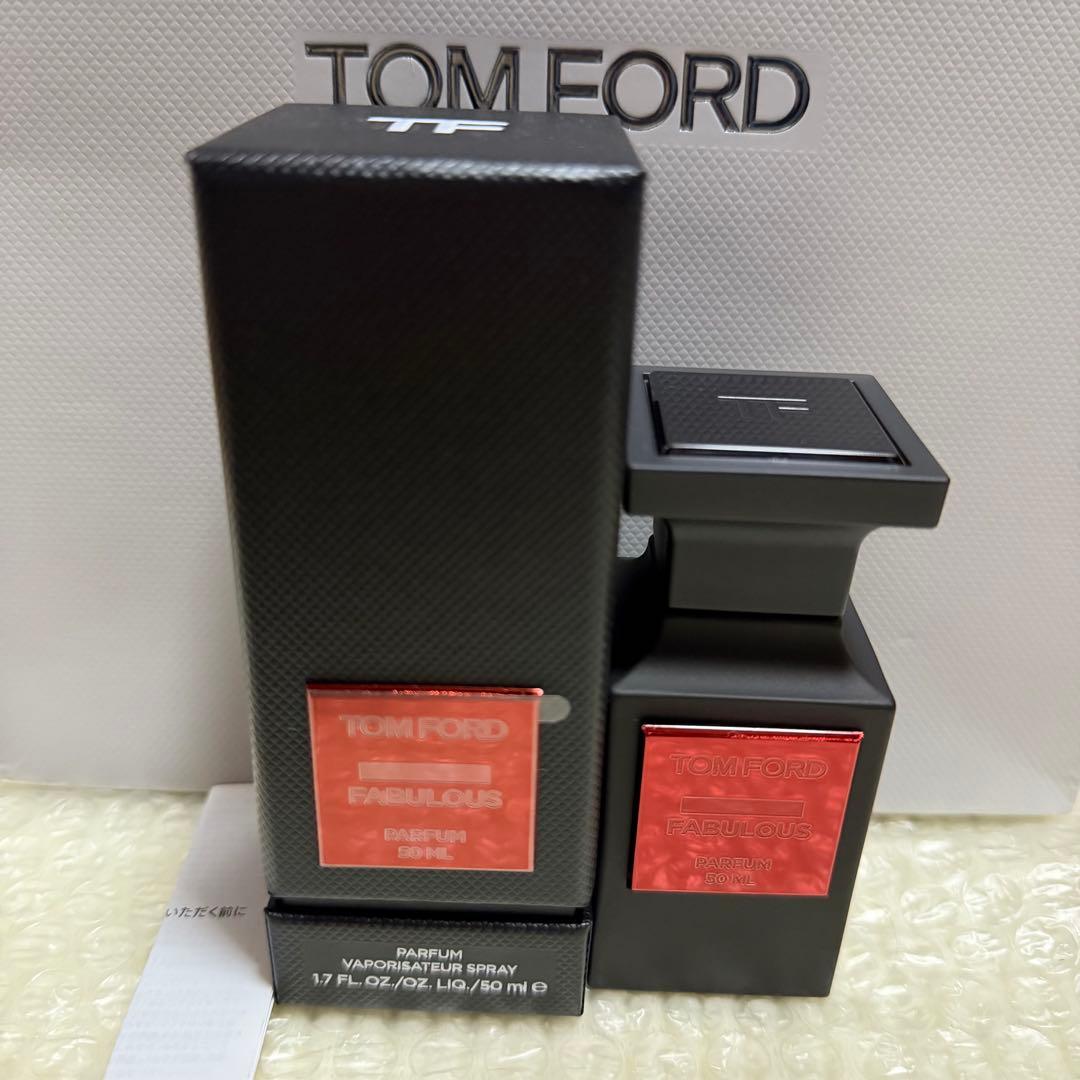 TOM FORD
TF
TF
TOM FORD
FABULOUS
PARFUM
50 ML
TOM FORD
FABULOUS
PARFUM
50 ML
PARFUM
VAPORISATEUR SPRAY
1.7 FL. OZ./OZ. LIQ./50 ml e
いただく前に